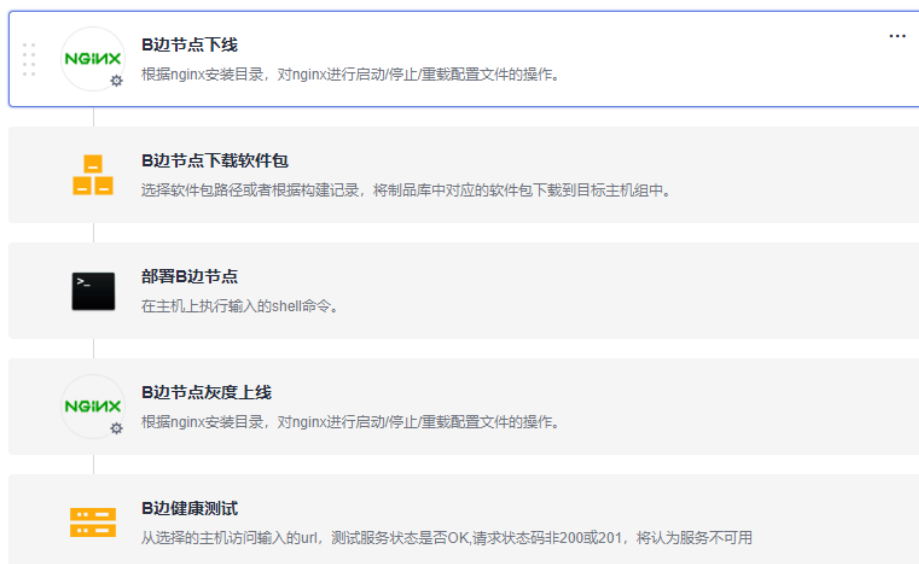 NGINX
B边节点下线
根据nginx安装目录，对nginx进行启动/停止/重载配置文件的操作。
B边节点下载软件包
选择软件包路径或者根据构建记录，将制品库中对应的软件包下载到目标主机组中。
>_
部署B边节点
在主机上执行输入的shell命令。
NGINX
B边节点灰度上线
根据nginx安装目录，对nginx进行启动/停止/重载配置文件的操作。
B边健康测试
从选择的主机访问输入的url，测试服务状态是否OK,请求状态码非200或201，将认为服务不可用